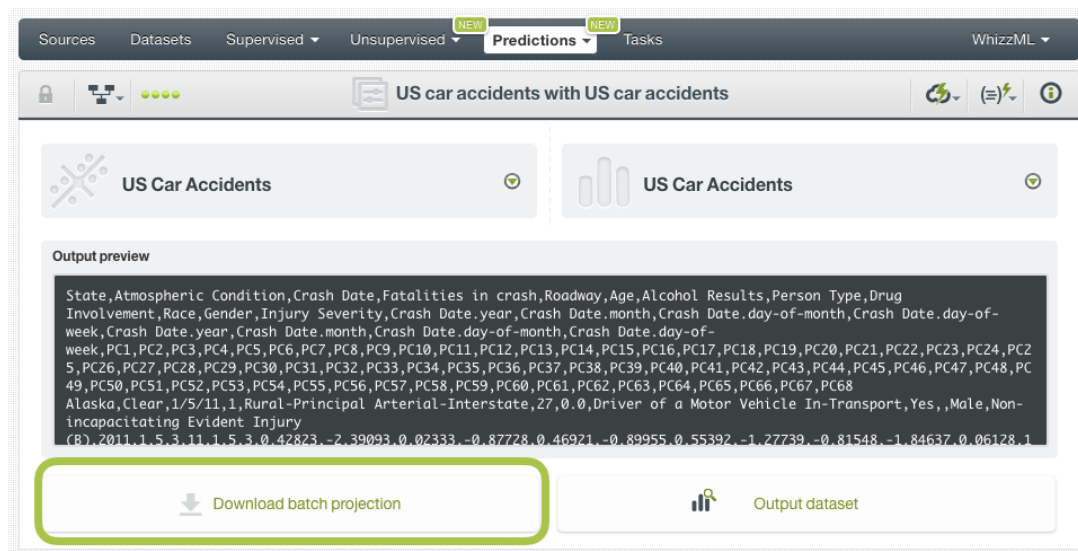 NEW NEW
Sources Datasets Supervised Unsupervised Predictions Tasks WhizzML
US car accidents with US car accidents
US Car Accidents US Car Accidents
Output preview
State,Atmospheric Condition,Crash Date,Fatalities in crash,Roadway,Age,Alcohol Results,Person Type,Drug
Involvement,Race,Gender,Injury Severity,Crash Date.year,Crash Date.month,Crash Date.day-of-month,Crash Date.day-of-
week,Crash Date.year,Crash Date.month,Crash Date.day-of-month,Crash Date.day-of-
week,PC1,PC2,PC3,PC4,PC5,PC6,PC7,PC8,PC9,PC10,PC11,PC12,PC13,PC14,PC15,PC16,PC17,PC18,PC19,PC20,PC21,PC22,PC23,PC24,PC2
5,PC26,PC27,PC28,PC29,PC30,PC31,PC32,PC33,PC34,PC35,PC36,PC37,PC38,PC39,PC40,PC41,PC42,PC43,PC44,PC45,PC46,PC47,PC48,PC
49,PC50,PC51,PC52,PC53,PC54,PC55,PC56,PC57,PC58,PC59,PC60,PC61,PC62,PC63,PC64,PC65,PC66,PC67,PC68
Alaska,Clear,1/5/11,1,Rural-Principal Arterial-Interstate,27,0.0,Driver of a Motor Vehicle In-Transport,Yes,,Male,Non-
incapacitating Evident Injury
(B),2011,1,5,3,11,1,5,3,0.42823,-2.39093,0.02333,-0.87728,0.46921,-0.89955,0.55392,-1.27739,-0.81548,-1.84637,0.06128,1
Download batch projection Output dataset